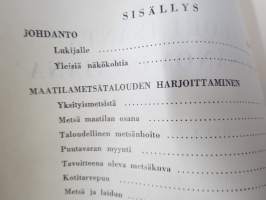 SISÄLLYS
JOHDANTO
Lukijalle
Yleisiä näkökohtia
MAATILAMETSÄTALOUDEN HARJOITTAMINEN
Yksityismetsistä
Metsä maatilan osana
Taloudellinen metsänhoito
Puutavaran myynti
Tavoitteena oleva metsäkuva
Kotitarvepuu
Metsä ja laidun